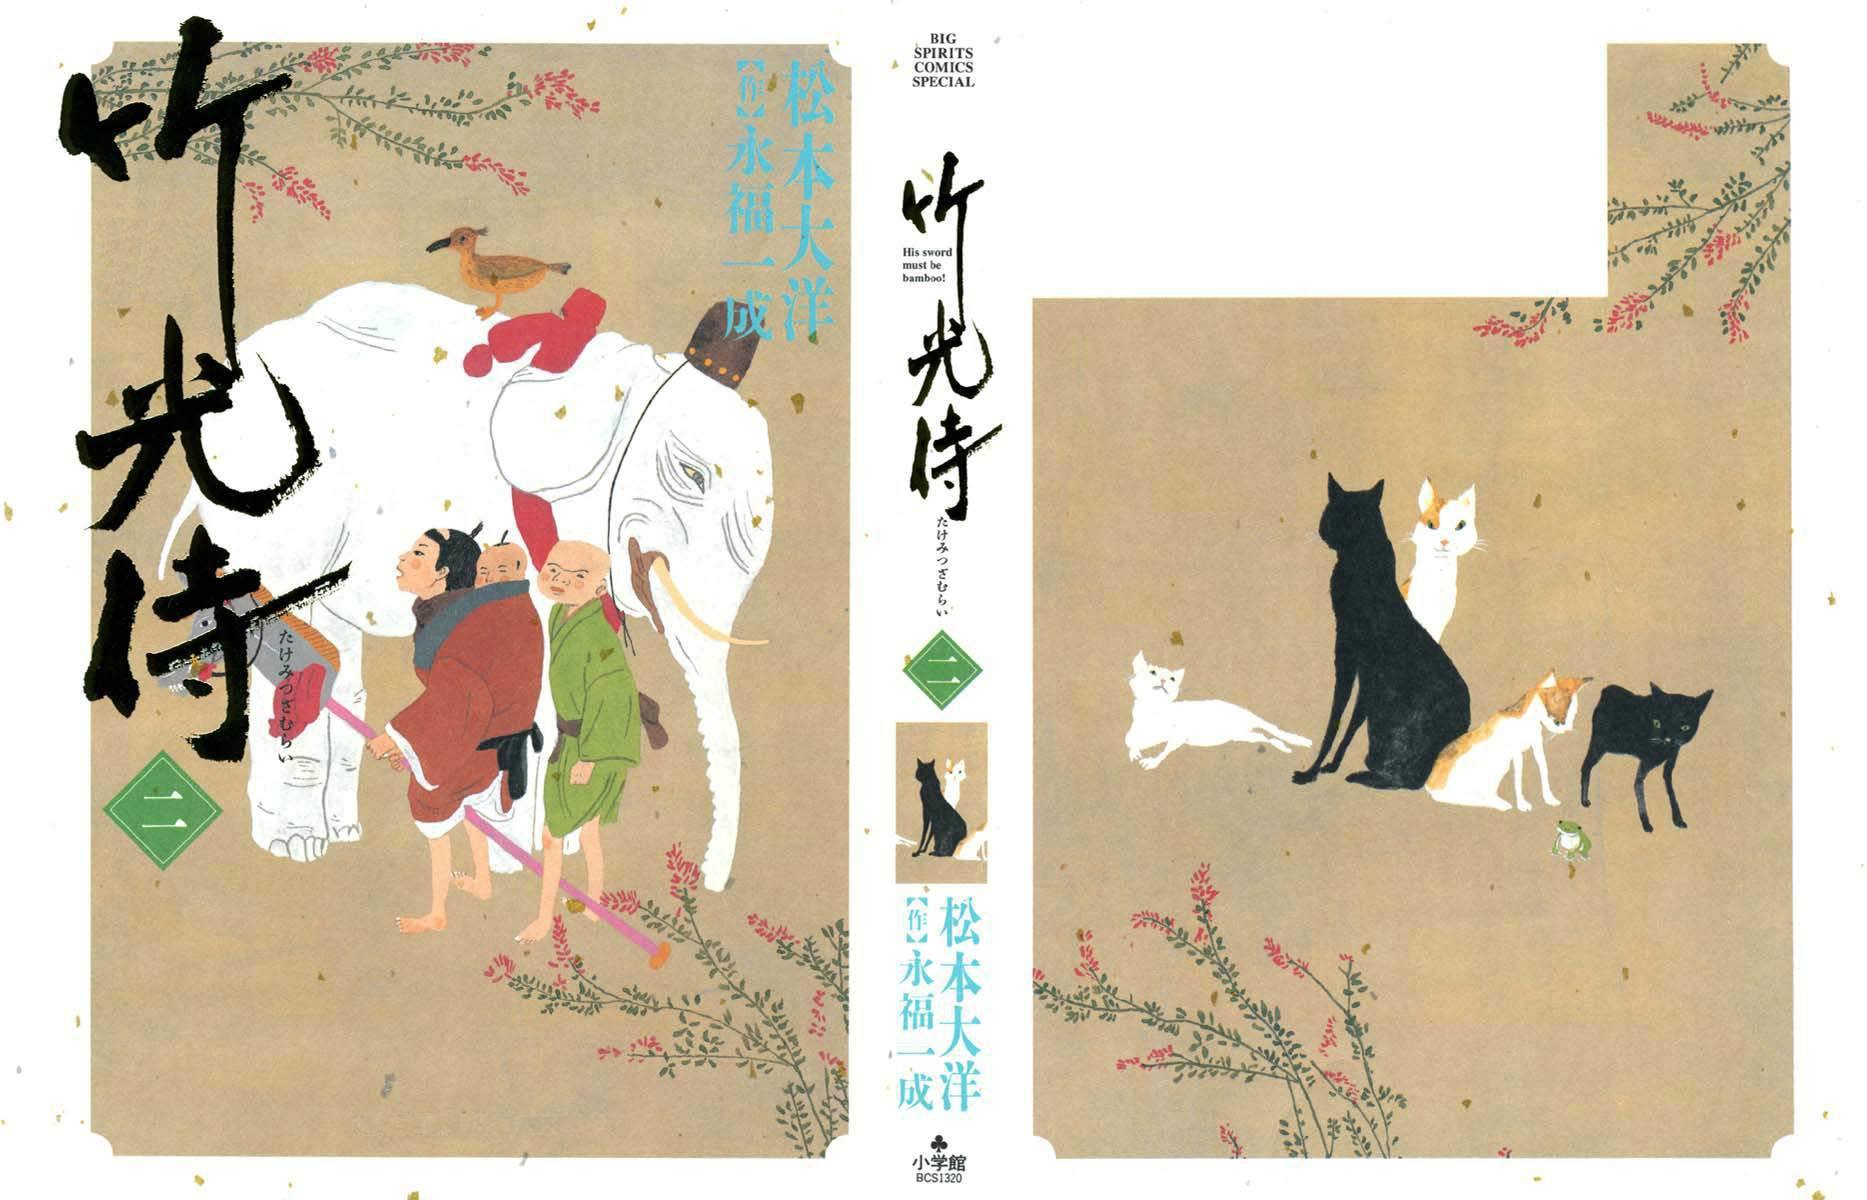 竹光侍
たけみつざむらい
二
松本大洋
【作】永福一成
BIG
SPIRITS
COMICS
SPECIAL
竹光侍
His sword
must be
bamboo!
たけみつざむらい
二
松本大洋
【作】永福一成
小学館
BCS1320